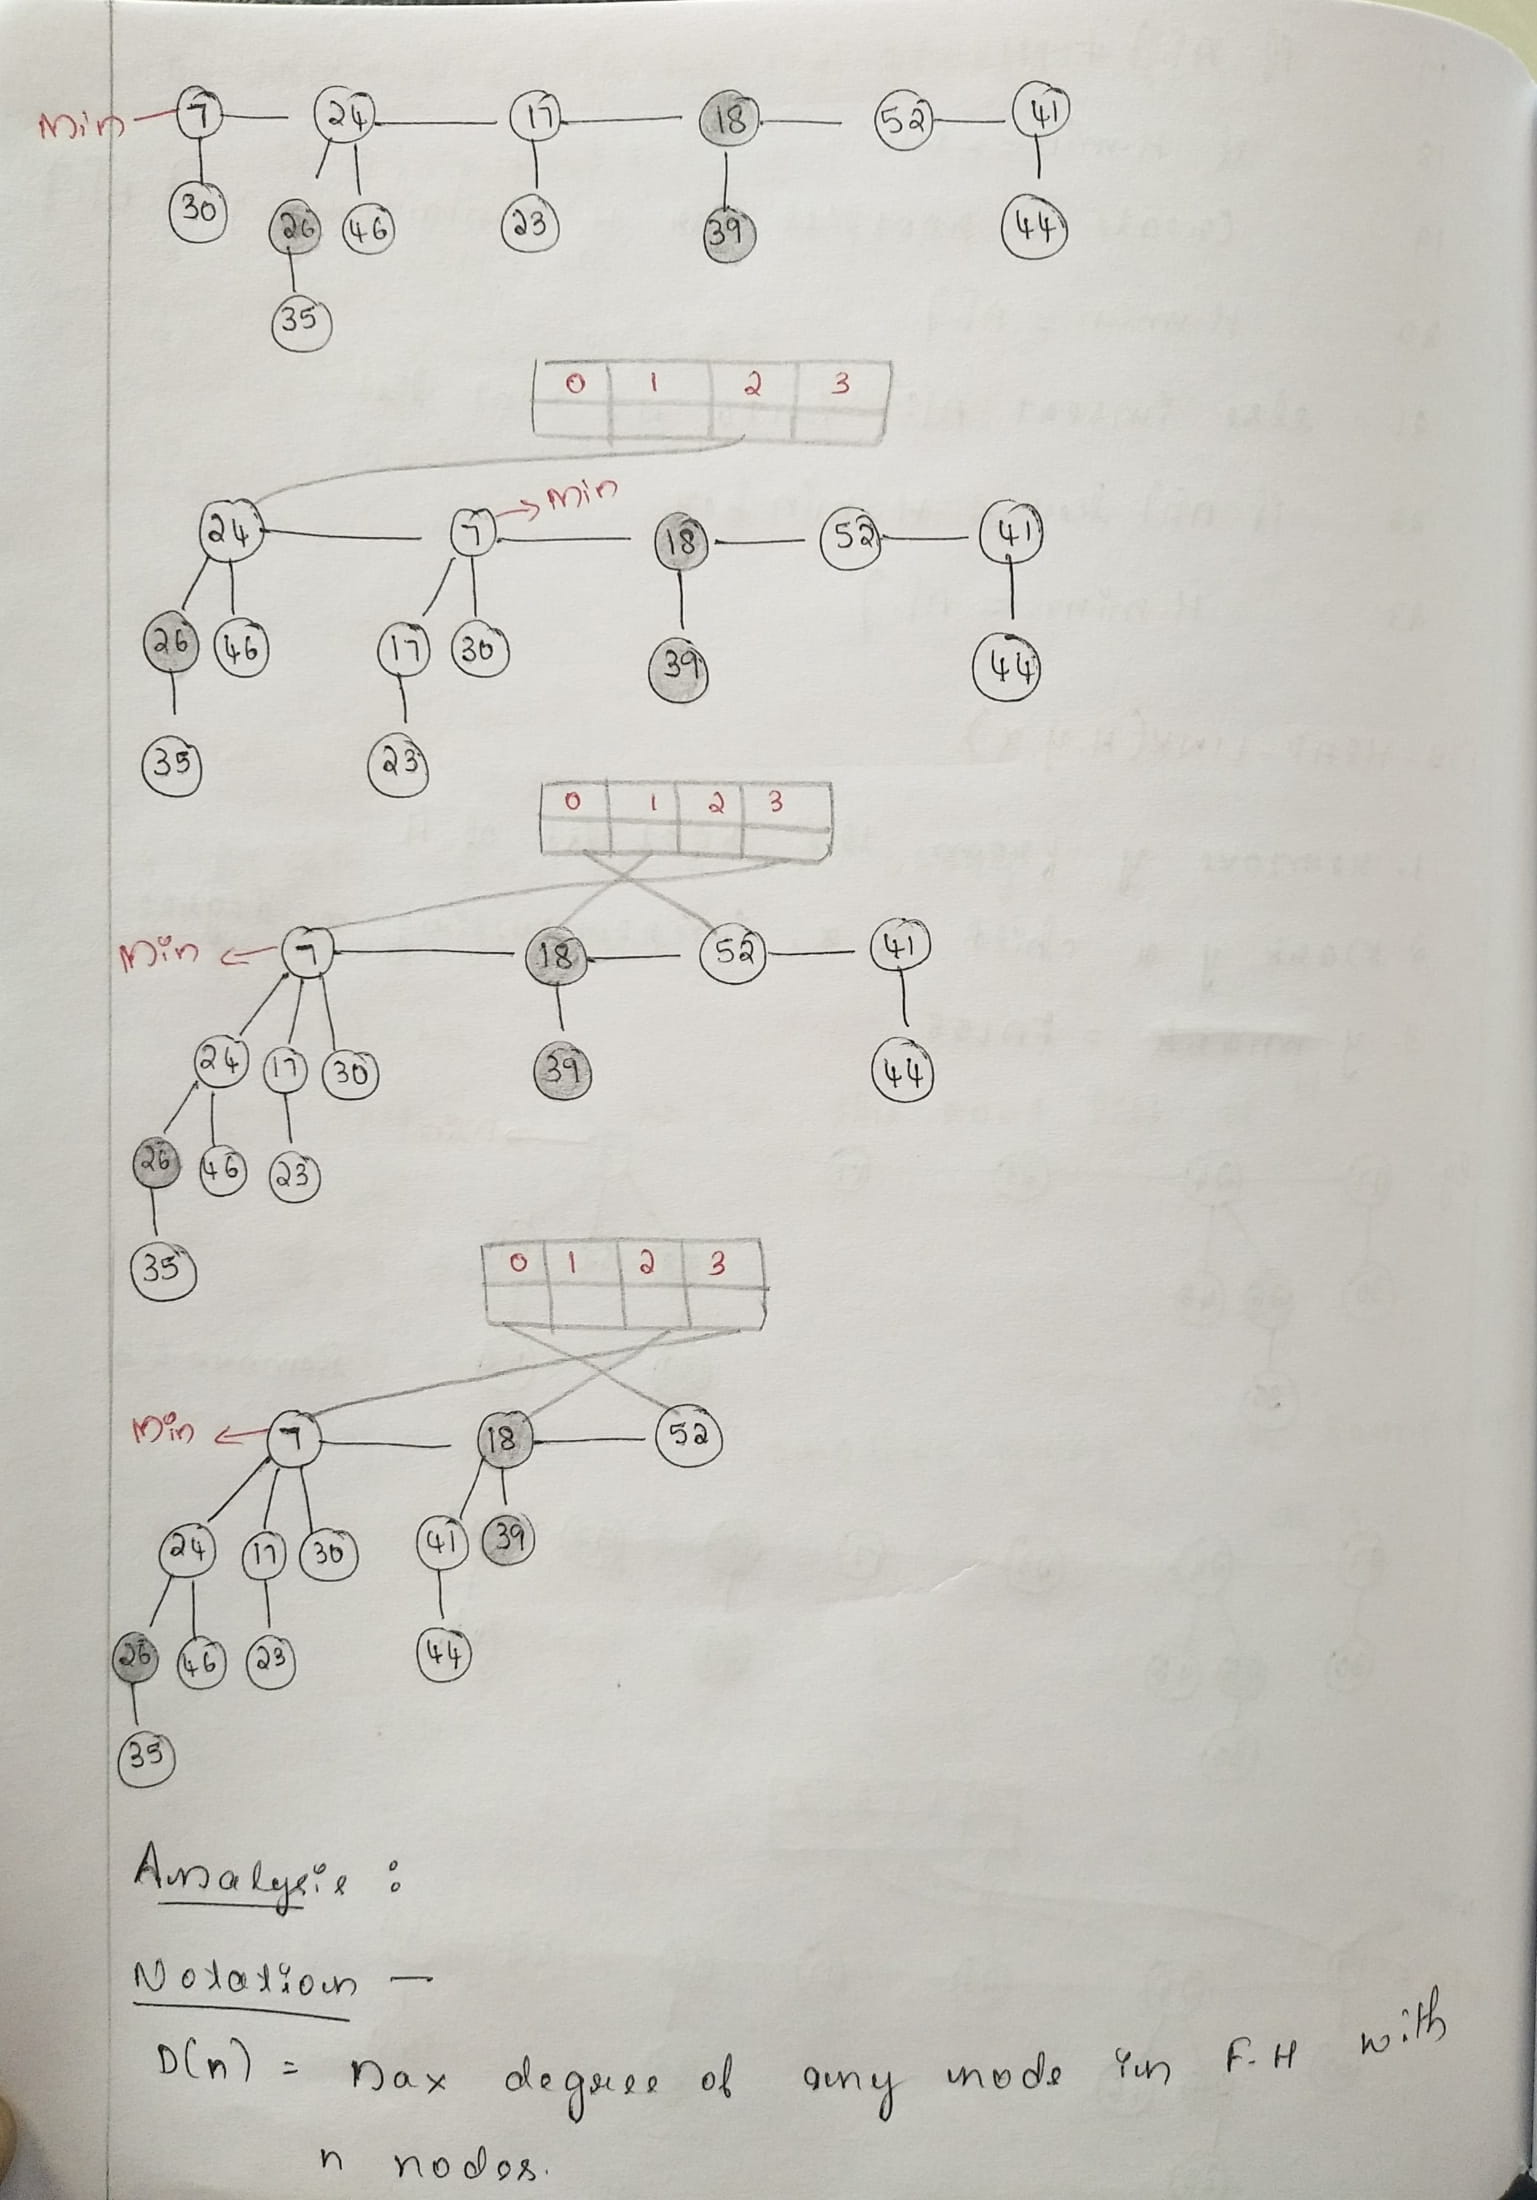 Min 7 24 17 18 52 41
30 26 46 23 39 44
35
0 1 2 3
24 7 Min 18 52 41
26 46 17 30 39 44
35 23
0 1 2 3
Min 7 18 52 41
24 17 30 39 44
26 46 23
35
0 1 2 3
Min 7 18 52
24 17 30 41 39
26 46 23 44
35
Analysis :
Notation —
D(n) = Max degree of any node in F.H with
n nodes.